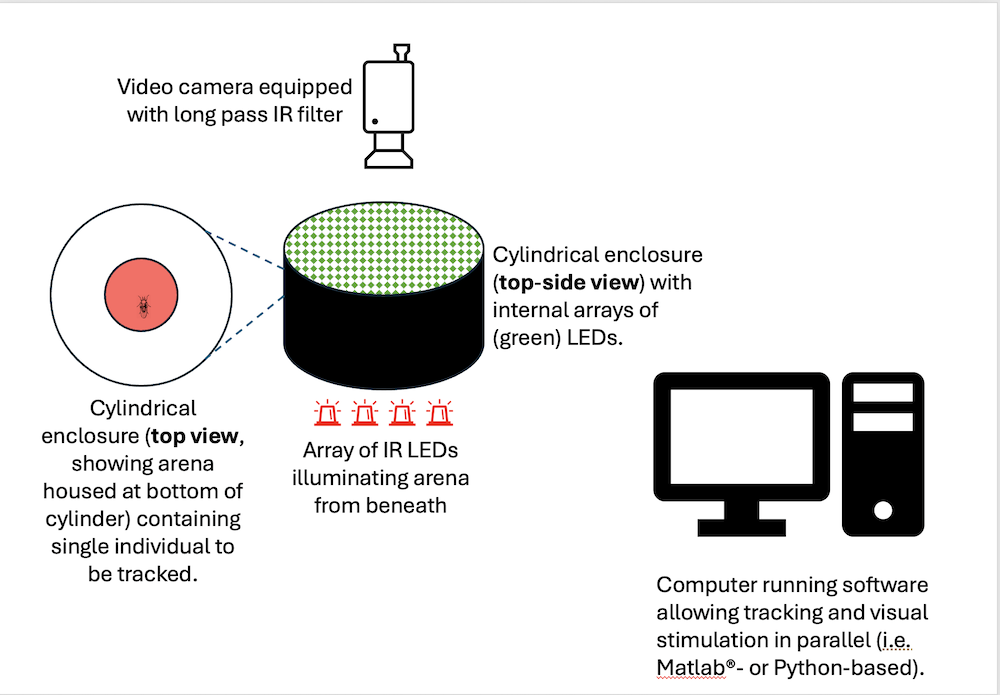 Video camera equipped
with long pass IR filter
Cylindrical enclosure
(top-side view) with
internal arrays of
(green) LEDs.
Cylindrical
enclosure (top view,
showing arena
housed at bottom of
cylinder) containing
single individual to
be tracked.
Array of IR LEDs
illuminating arena
from beneath
Computer running software
allowing tracking and visual
stimulation in parallel (i.e.
Matlab®- or Python-based).